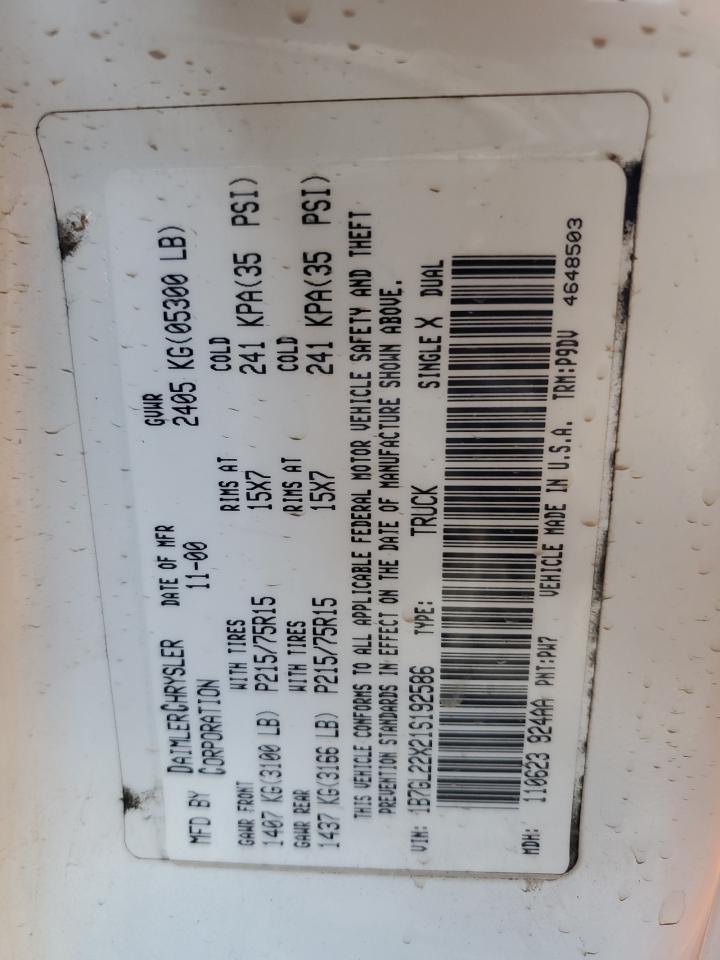 MFD BY DAIMLERCHRYSLER CORPORATION DATE OF MFR 11-00 GVWR 2405 KG(05300 LB)
GAWR FRONT WITH TIRES RIMS AT COLD
1407 KG(3100 LB) P215/75R15 15X7 241 KPA(35 PSI)
GAWR REAR WITH TIRES RIMS AT COLD
1437 KG(3166 LB) P215/75R15 15X7 241 KPA(35 PSI)
THIS VEHICLE CONFORMS TO ALL APPLICABLE FEDERAL MOTOR VEHICLE SAFETY AND THEFT
PREVENTION STANDARDS IN EFFECT ON THE DATE OF MANUFACTURE SHOWN ABOVE.
VIN: 1B7GL22X21S192586 TYPE: TRUCK SINGLE X DUAL
MDH: 110623 924AA PNT:PW7 VEHICLE MADE IN U.S.A. TRM:P9DV 4648503